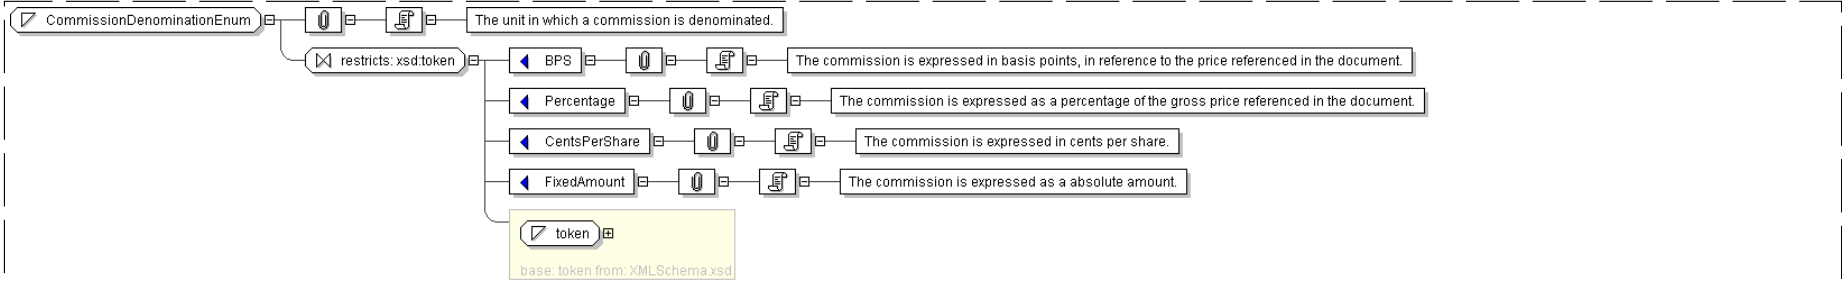 CommissionDenominationEnum The unit in which a commission is denominated.
restricts: xsd:token BPS The commission is expressed in basis points, in reference to the price referenced in the document.
Percentage The commission is expressed as a percentage of the gross price referenced in the document.
CentsPerShare The commission is expressed in cents per share.
FixedAmount The commission is expressed as a absolute amount.
token
base: token from: XMLSchema.xsd